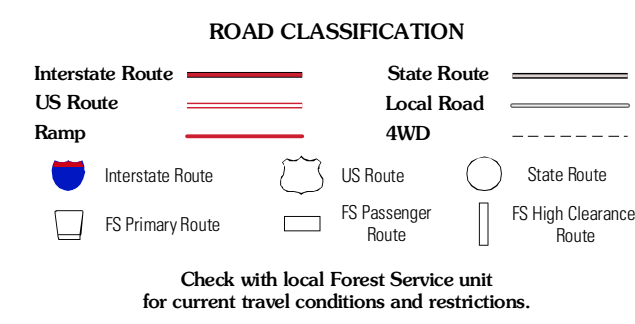 ROAD CLASSIFICATION
Interstate Route
State Route
US Route
Local Road
Ramp
4WD
Interstate Route
US Route
State Route
FS Primary Route
FS Passenger
Route
FS High Clearance
Route
Check with local Forest Service unit
for current travel conditions and restrictions.